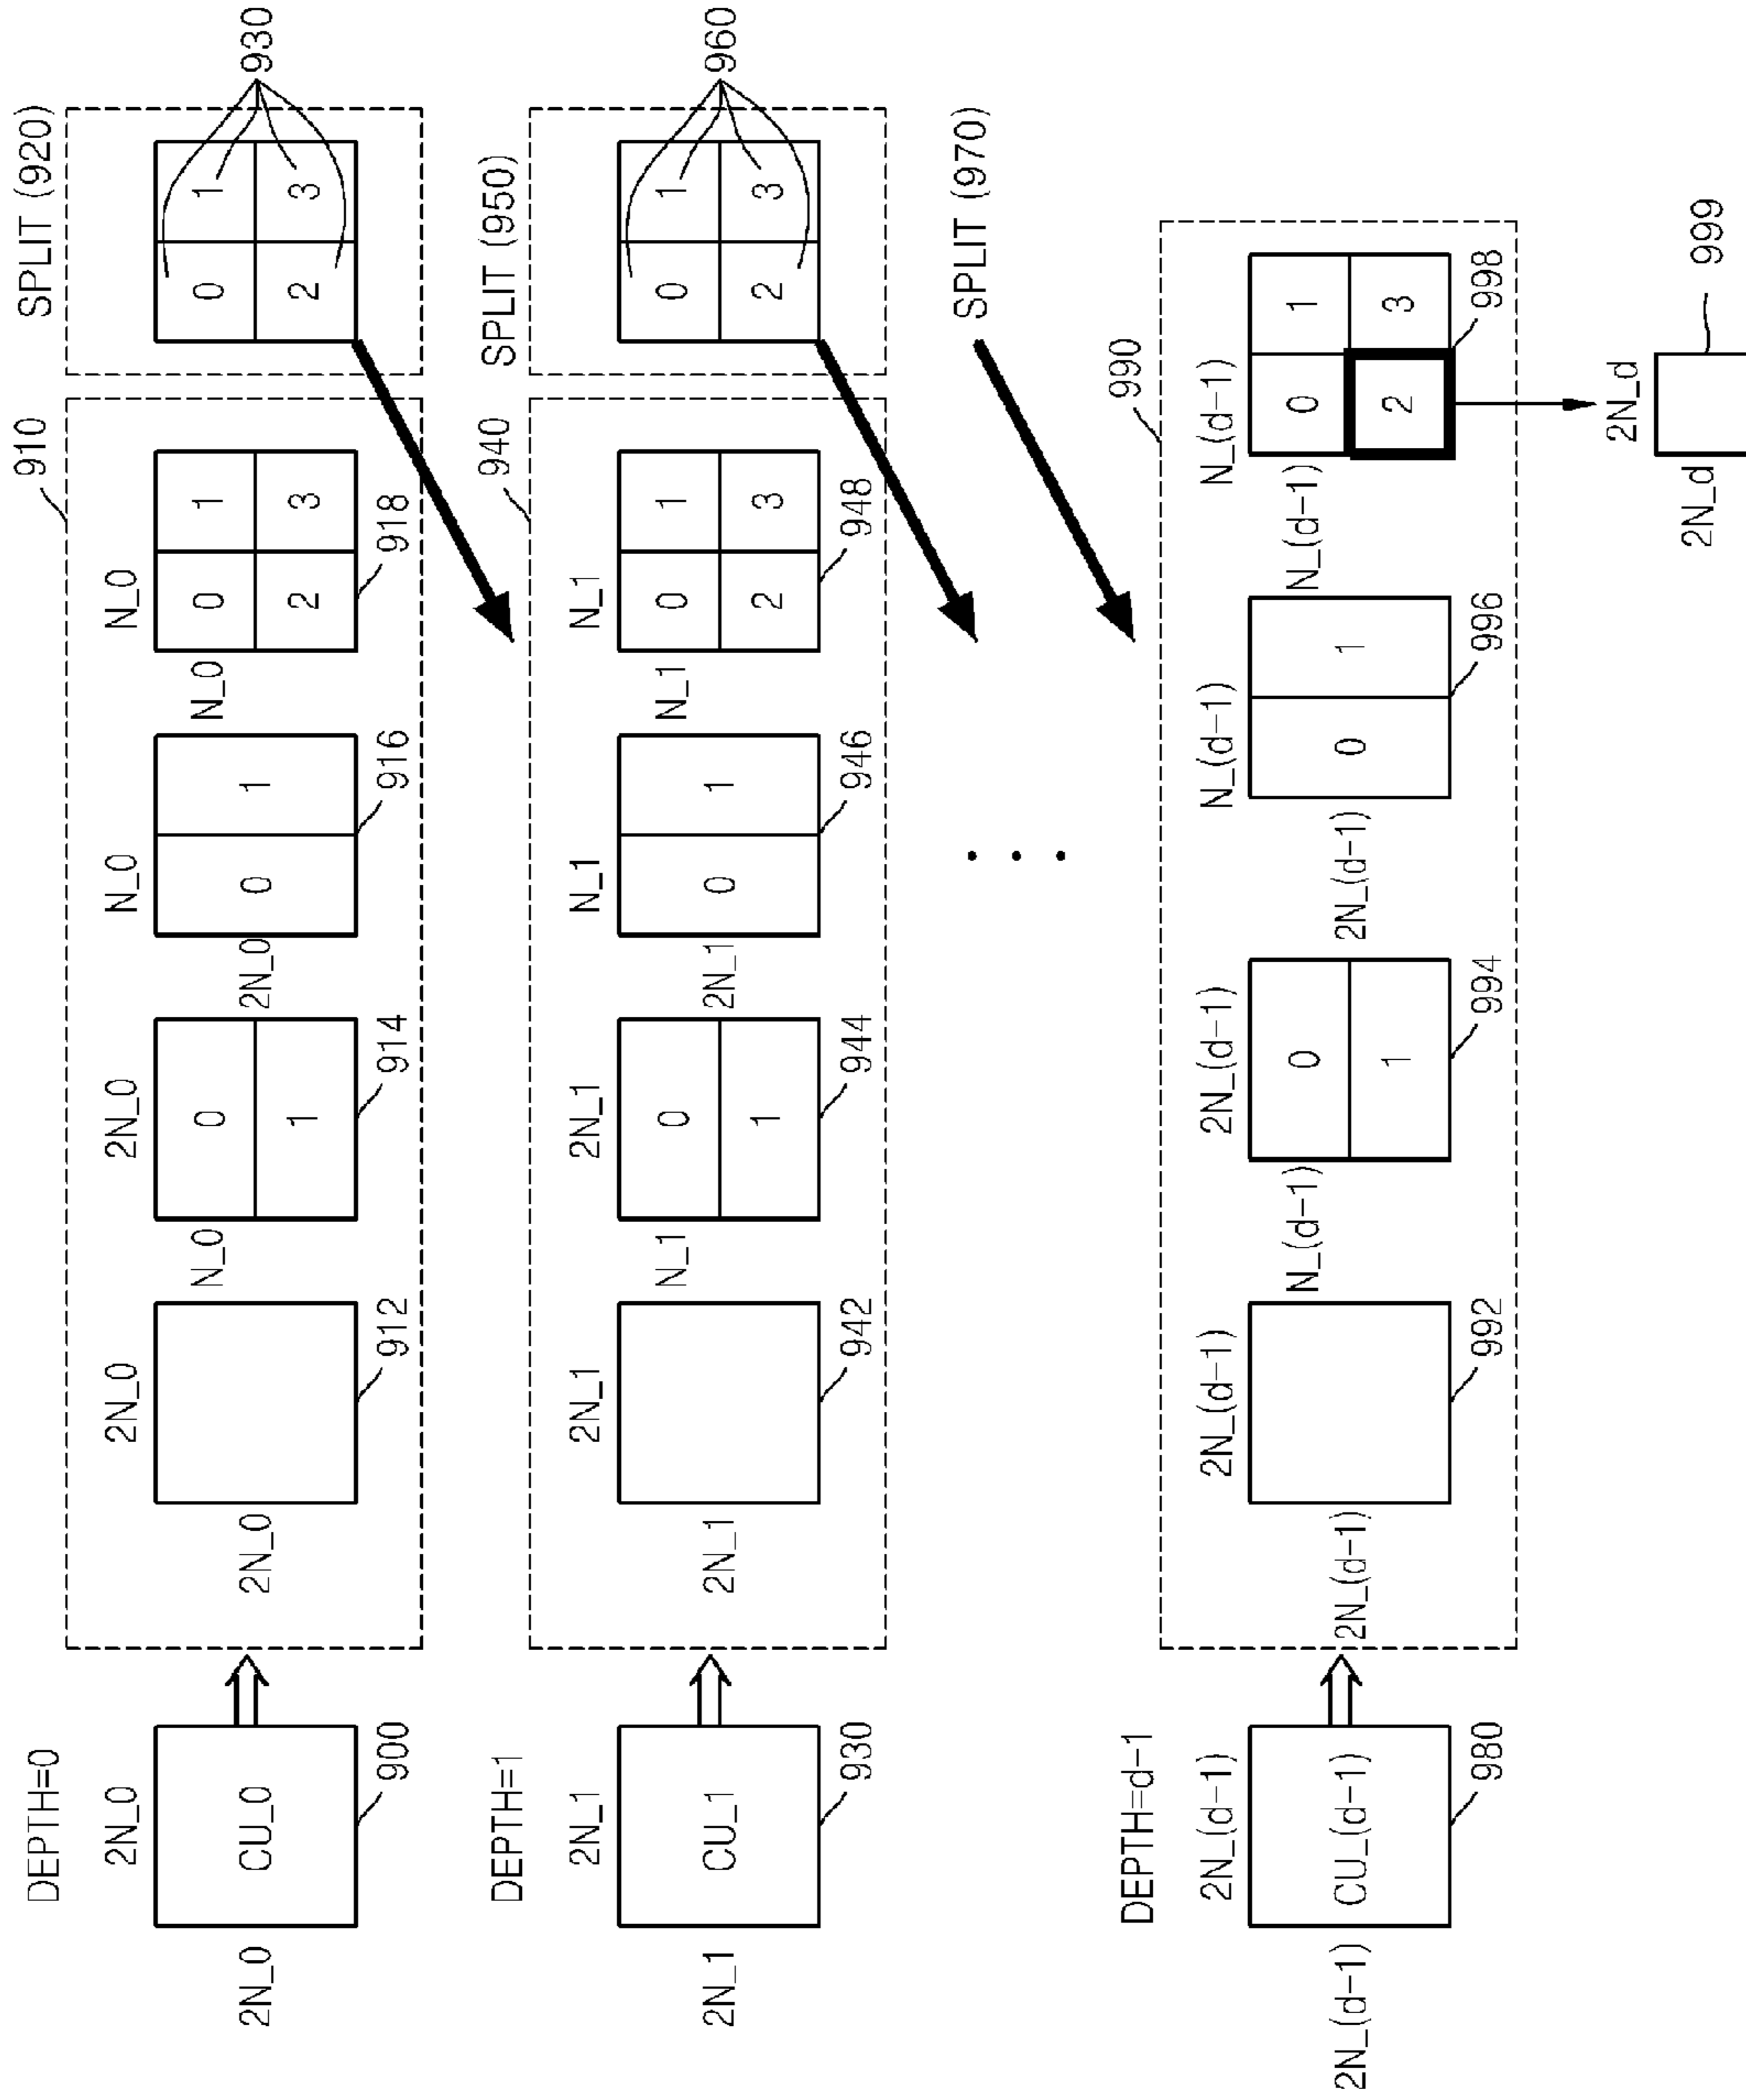 DEPTH=0
2N_0
2N_0
CU_0
900
910
2N_0
2N_0
912
2N_0
N_0
0
1
914
N_0
2N_0
0
1
916
N_0
N_0
0
1
2
3
918
SPLIT (920)
0
1
2
3
930
DEPTH=1
2N_1
2N_1
CU_1
930
940
2N_1
2N_1
942
2N_1
N_1
0
1
944
N_1
2N_1
0
1
946
N_1
N_1
0
1
2
3
948
SPLIT (950)
0
1
2
3
960
SPLIT (970)
DEPTH=d-1
2N_(d-1)
2N_(d-1)
CU_(d-1)
980
990
2N_(d-1)
2N_(d-1)
992
2N_(d-1)
N_(d-1)
0
1
994
N_(d-1)
2N_(d-1)
0
1
996
N_(d-1)
N_(d-1)
0
1
2
3
998
2N_d
2N_d
999